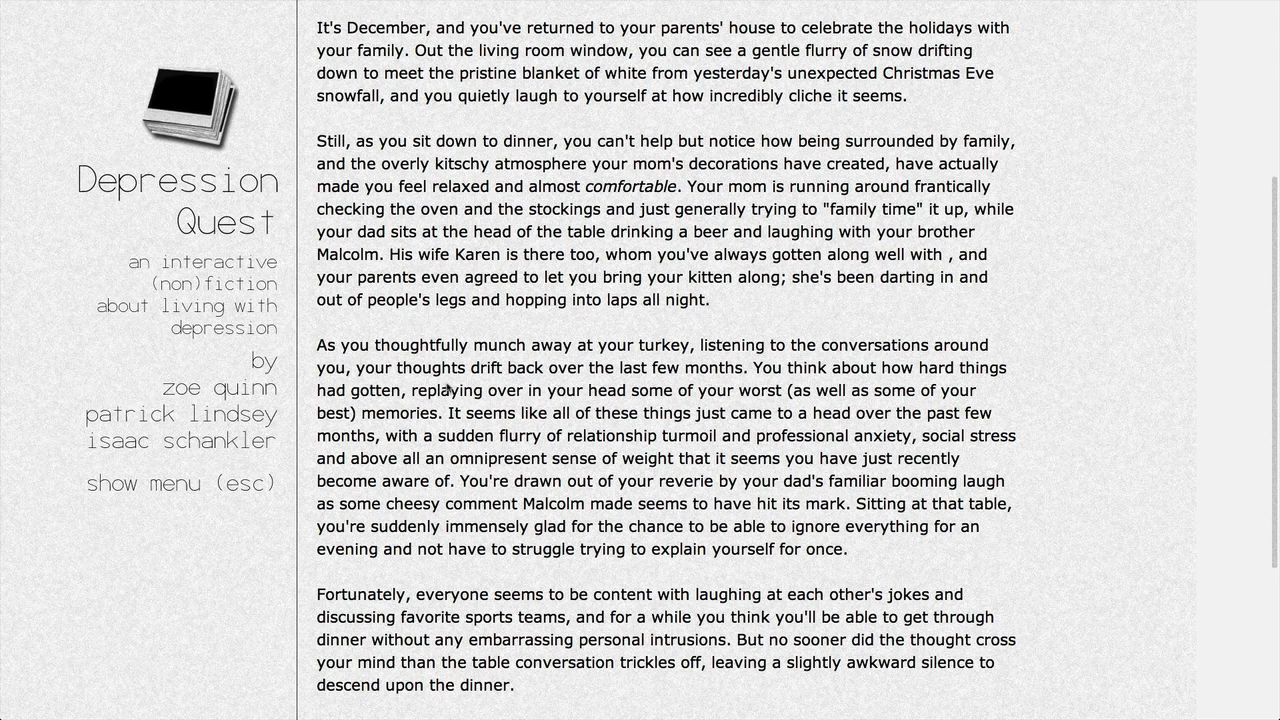 Depression
Quest
an interactive
(non)fiction
about living with
depression
by
zoe quinn
patrick lindsey
isaac schankler
show menu (esc)
It's December, and you've returned to your parents' house to celebrate the holidays with
your family. Out the living room window, you can see a gentle flurry of snow drifting
down to meet the pristine blanket of white from yesterday's unexpected Christmas Eve
snowfall, and you quietly laugh to yourself at how incredibly cliche it seems.
Still, as you sit down to dinner, you can't help but notice how being surrounded by family,
and the overly kitschy atmosphere your mom's decorations have created, have actually
made you feel relaxed and almost comfortable. Your mom is running around frantically
checking the oven and the stockings and just generally trying to "family time" it up, while
your dad sits at the head of the table drinking a beer and laughing with your brother
Malcolm. His wife Karen is there too, whom you've always gotten along well with , and
your parents even agreed to let you bring your kitten along; she's been darting in and
out of people's legs and hopping into laps all night.
As you thoughtfully munch away at your turkey, listening to the conversations around
you, your thoughts drift back over the last few months. You think about how hard things
had gotten, replaying over in your head some of your worst (as well as some of your
best) memories. It seems like all of these things just came to a head over the past few
months, with a sudden flurry of relationship turmoil and professional anxiety, social stress
and above all an omnipresent sense of weight that it seems you have just recently
become aware of. You're drawn out of your reverie by your dad's familiar booming laugh
as some cheesy comment Malcolm made seems to have hit its mark. Sitting at that table,
you're suddenly immensely glad for the chance to be able to ignore everything for an
evening and not have to struggle trying to explain yourself for once.
Fortunately, everyone seems to be content with laughing at each other's jokes and
discussing favorite sports teams, and for a while you think you'll be able to get through
dinner without any embarrassing personal intrusions. But no sooner did the thought cross
your mind than the table conversation trickles off, leaving a slightly awkward silence to
descend upon the dinner.